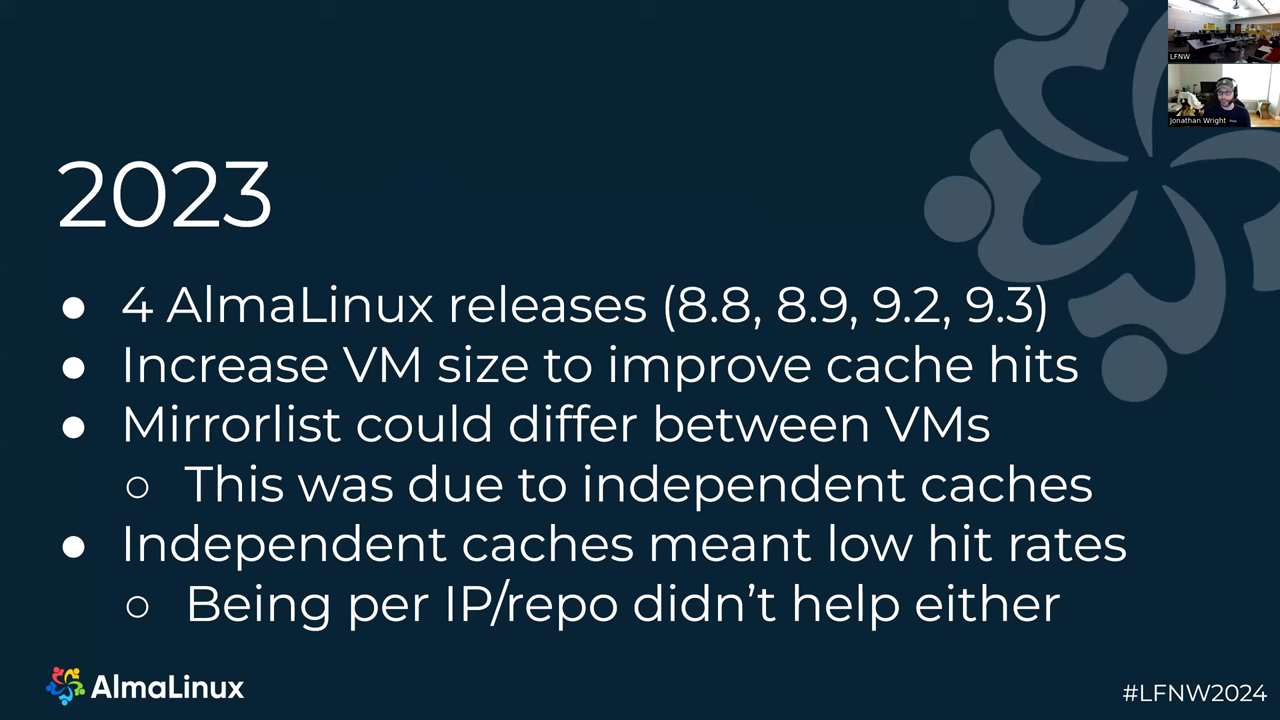 LFNW
Jonathan Wright
2023
● 4 AlmaLinux releases (8.8, 8.9, 9.2, 9.3)
● Increase VM size to improve cache hits
● Mirrorlist could differ between VMs
○ This was due to independent caches
● Independent caches meant low hit rates
○ Being per IP/repo didn’t help either
AlmaLinux
#LFNW2024